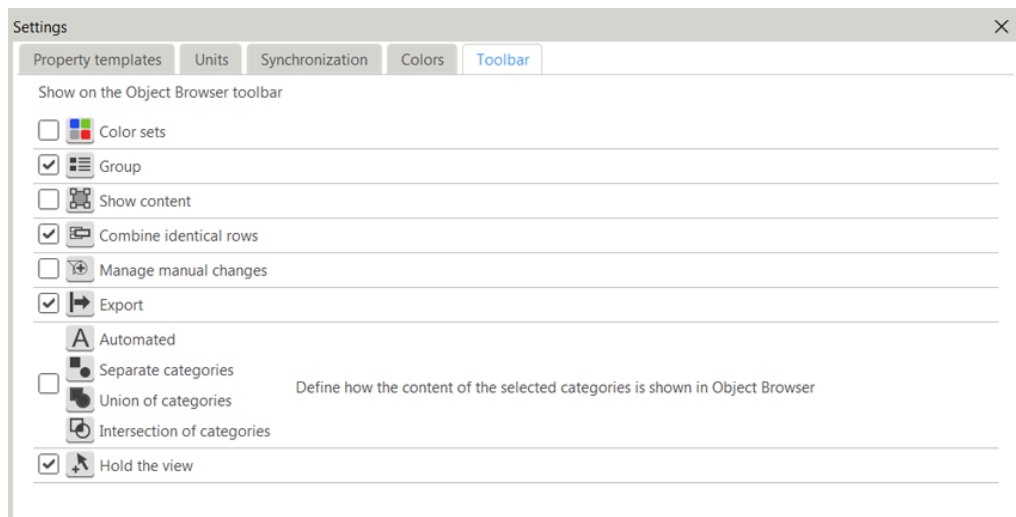 Settings
Property templates Units Synchronization Colors Toolbar
Show on the Object Browser toolbar
Color sets
Group
Show content
Combine identical rows
Manage manual changes
Export
A Automated
Separate categories
Define how the content of the selected categories is shown in Object Browser
Union of categories
Intersection of categories
Hold the view